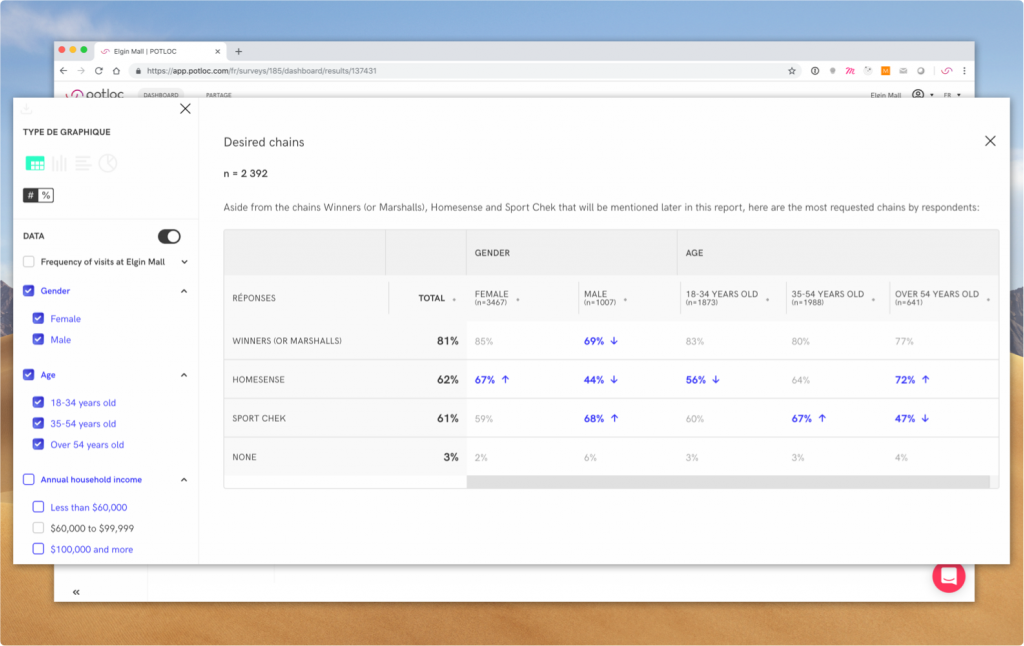 Elgin Mall | POTLOC
https://app.potloc.com/fr/surveys/185/dashboard/results/137431
potloc DASHBOARD PARTAGE Elgin Mall FR
TYPE DE GRAPHIQUE
# %
DATA
Frequency of visits at Elgin Mall
Gender
Female
Male
Age
18-34 years old
35-54 years old
Over 54 years old
Annual household income
Less than $60,000
$60,000 to $99,999
$100,000 and more
Desired chains
n = 2 392
Aside from the chains Winners (or Marshalls), Homesense and Sport Chek that will be mentioned later in this report, here are the most requested chains by respondents:
GENDER AGE
RÉPONSES TOTAL FEMALE MALE 18-34 YEARS OLD 35-54 YEARS OLD OVER 54 YEARS OLD
(n=3467) (n=1007) (n=1873) (n=1988) (n=641)
WINNERS (OR MARSHALLS) 81% 85% 69% ↓ 83% 80% 77%
HOMESENSE 62% 67% ↑ 44% ↓ 56% ↓ 64% 72% ↑
SPORT CHEK 61% 59% 68% ↑ 60% 67% ↑ 47% ↓
NONE 3% 2% 6% 3% 3% 4%